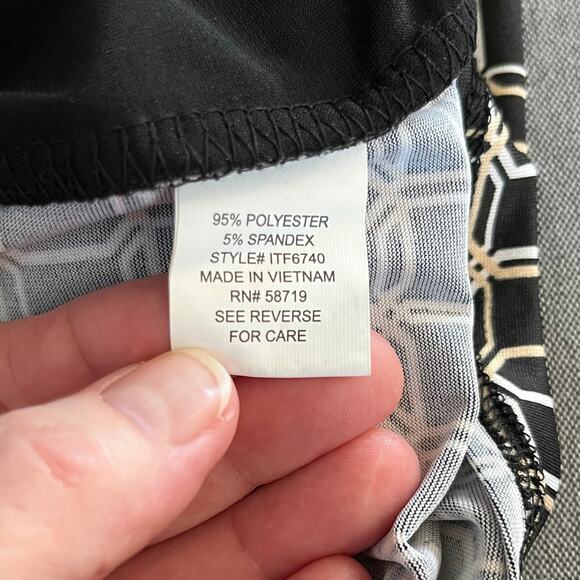 95% POLYESTER
5% SPANDEX
STYLE# ITF6740
MADE IN VIETNAM
RN# 58719
SEE REVERSE
FOR CARE